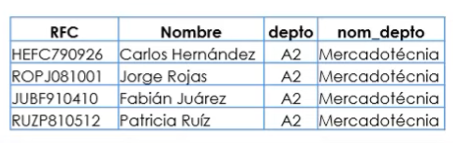 RFC Nombre depto nom_depto
HEFC790926 Carlos Hernández A2 Mercadotécnia
ROPJ081001 Jorge Rojas A2 Mercadotécnia
JUBF910410 Fabián Juárez A2 Mercadotécnia
RUZP810512 Patricia Ruíz A2 Mercadotécnia